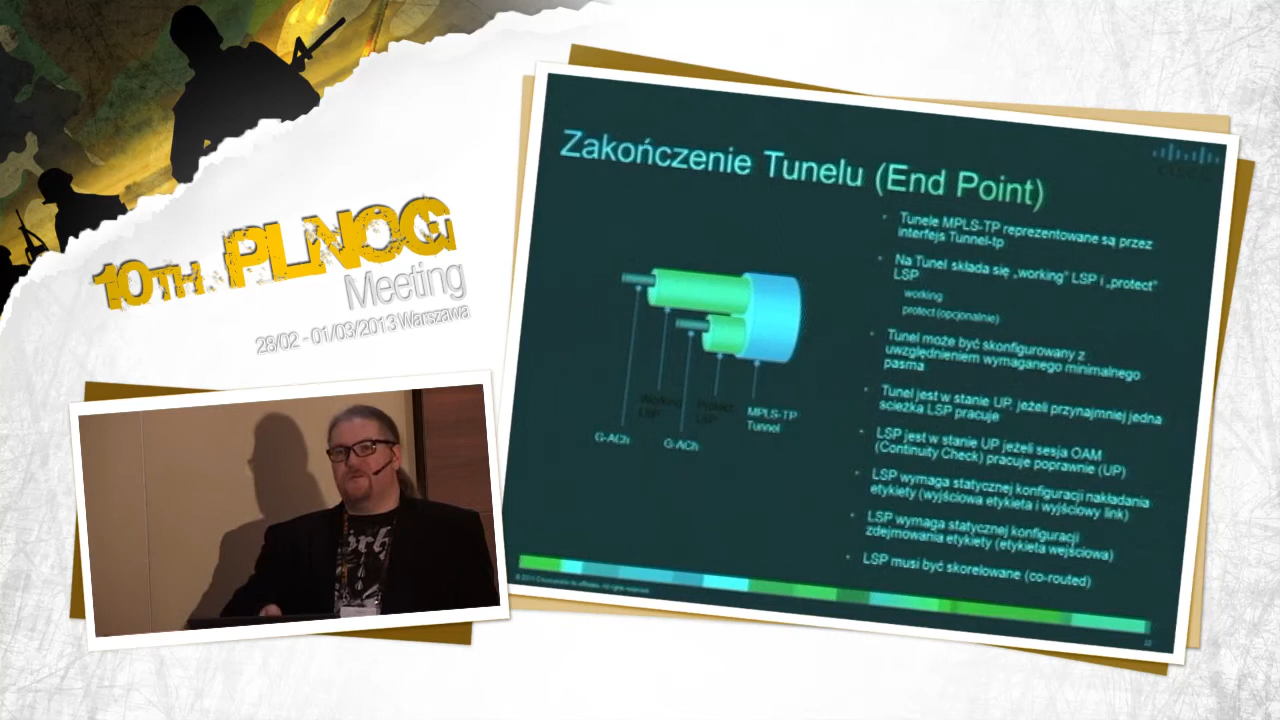 10TH PLNOG
Meeting
28/02 - 01/03/2013 Warszawa
Zakończenie Tunelu (End Point)
Working
LSP
Protect
LSP
MPLS-TP
Tunnel
G-ACh
G-ACh
Tunele MPLS-TP reprezentowane są przez
interfejs Tunnel-tp
Na Tunel składa się „working" LSP i „protect"
LSP
working
protect (opcjonalnie)
Tunel może być skonfigurowany z
uwzględnieniem wymaganego minimalnego
pasma
Tunel jest w stanie UP, jeżeli przynajmniej jedna
scieżka LSP pracuje
LSP jest w stanie UP jeżeli sesja OAM
(Continuity Check) pracuje poprawnie (UP)
LSP wymaga statycznej konfiguracji nakładania
etykiety (wyjściowa etykieta i wyjściowy link)
LSP wymaga statycznej konfiguracji
zdejmowania etykiety (etykieta wejściowa)
LSP musi być skorelowane (co-routed)